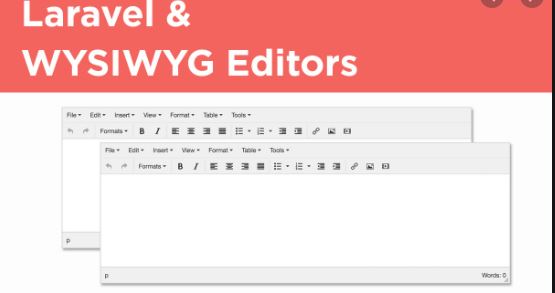 Laravel &
WYSIWYG Editors
File Edit Insert View Format Table Tools
Formats B I
File Edit Insert View Format Table Tools
Formats B I
p
p Words: 0